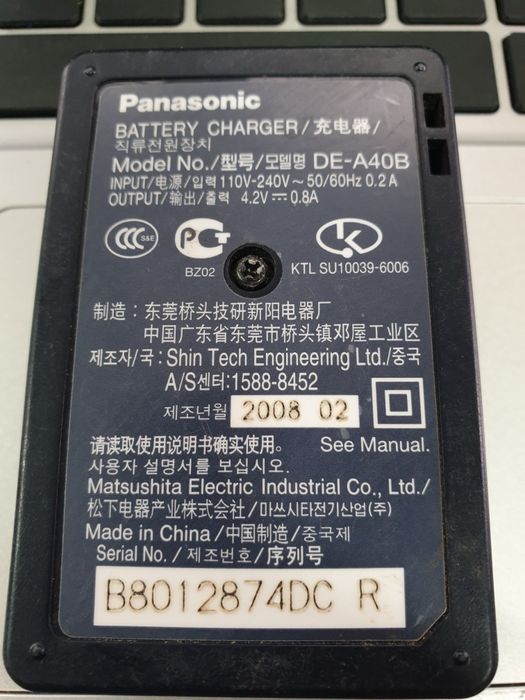 Panasonic
BATTERY CHARGER/充电器/
직류전원장치
Model No./型号/모델명 DE-A40B
INPUT/电源/입력 110V-240V～50/60Hz 0.2A
OUTPUT/输出/출력 4.2V⎓0.8A
CCC S&E
PCT
BZ02
K
KTL SU10039-6006
制造：东莞桥头技研新阳电器厂
中国广东省东莞市桥头镇邓屋工业区
제조자/국：Shin Tech Engineering Ltd./중국
A/S센터:1588-8452
제조년월 2008 02
请读取使用说明书确实使用。 See Manual.
사용자 설명서를 보십시오.
Matsushita Electric Industrial Co., Ltd./
松下电器产业株式会社/마쓰시타전기산업(주)
Made in China/中国制造/중국제
Serial No./제조번호/序列号
B8012874DC R